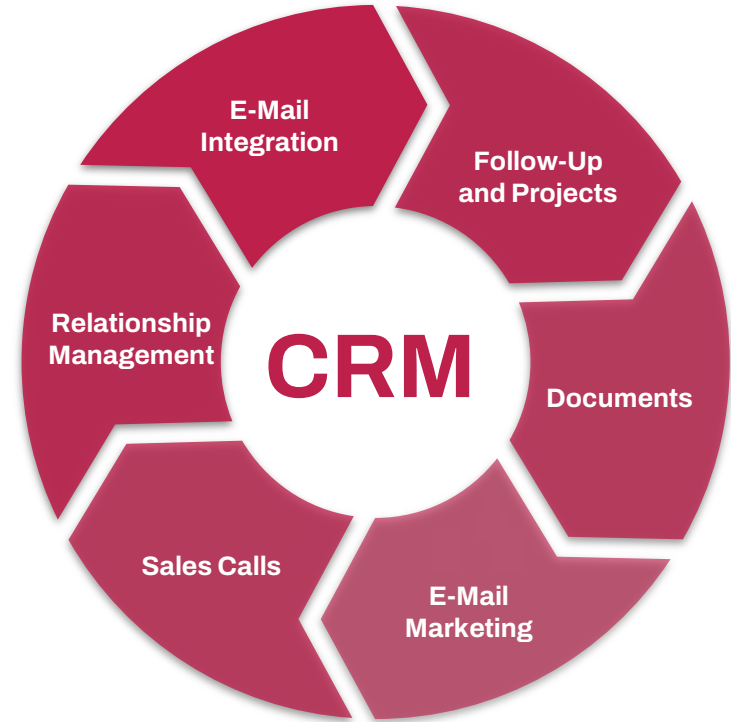 E-Mail
Integration
Follow-Up
and Projects
Relationship
Management
CRM
Documents
Sales Calls
E-Mail
Marketing